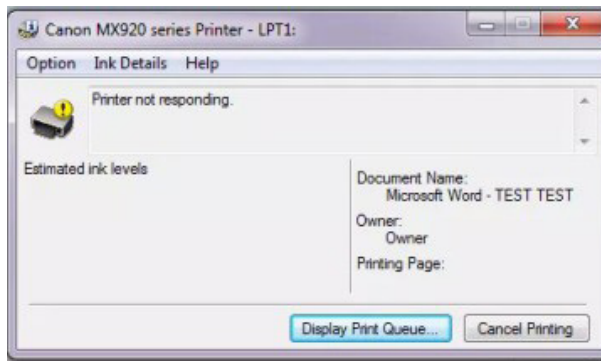 Canon MX920 series Printer - LPT1:
Option Ink Details Help
Printer not responding.
Estimated ink levels
Document Name:
Microsoft Word - TEST TEST
Owner:
Owner
Printing Page:
Display Print Queue...
Cancel Printing